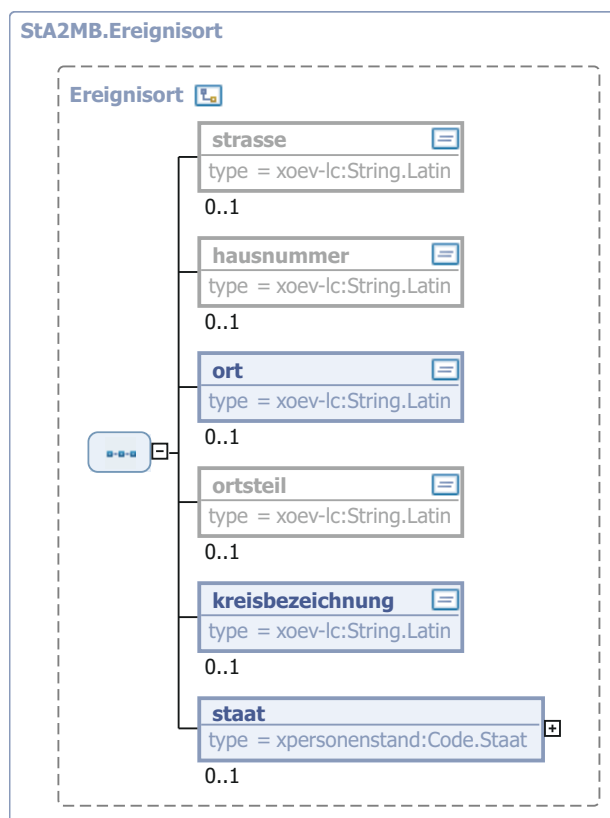 StA2MB.Ereignisort
Ereignisort
strasse
type = xoev-lc:String.Latin
0..1
hausnummer
type = xoev-lc:String.Latin
0..1
ort
type = xoev-lc:String.Latin
0..1
ortsteil
type = xoev-lc:String.Latin
0..1
kreisbezeichnung
type = xoev-lc:String.Latin
0..1
staat
type = xpersonenstand:Code.Staat
0..1